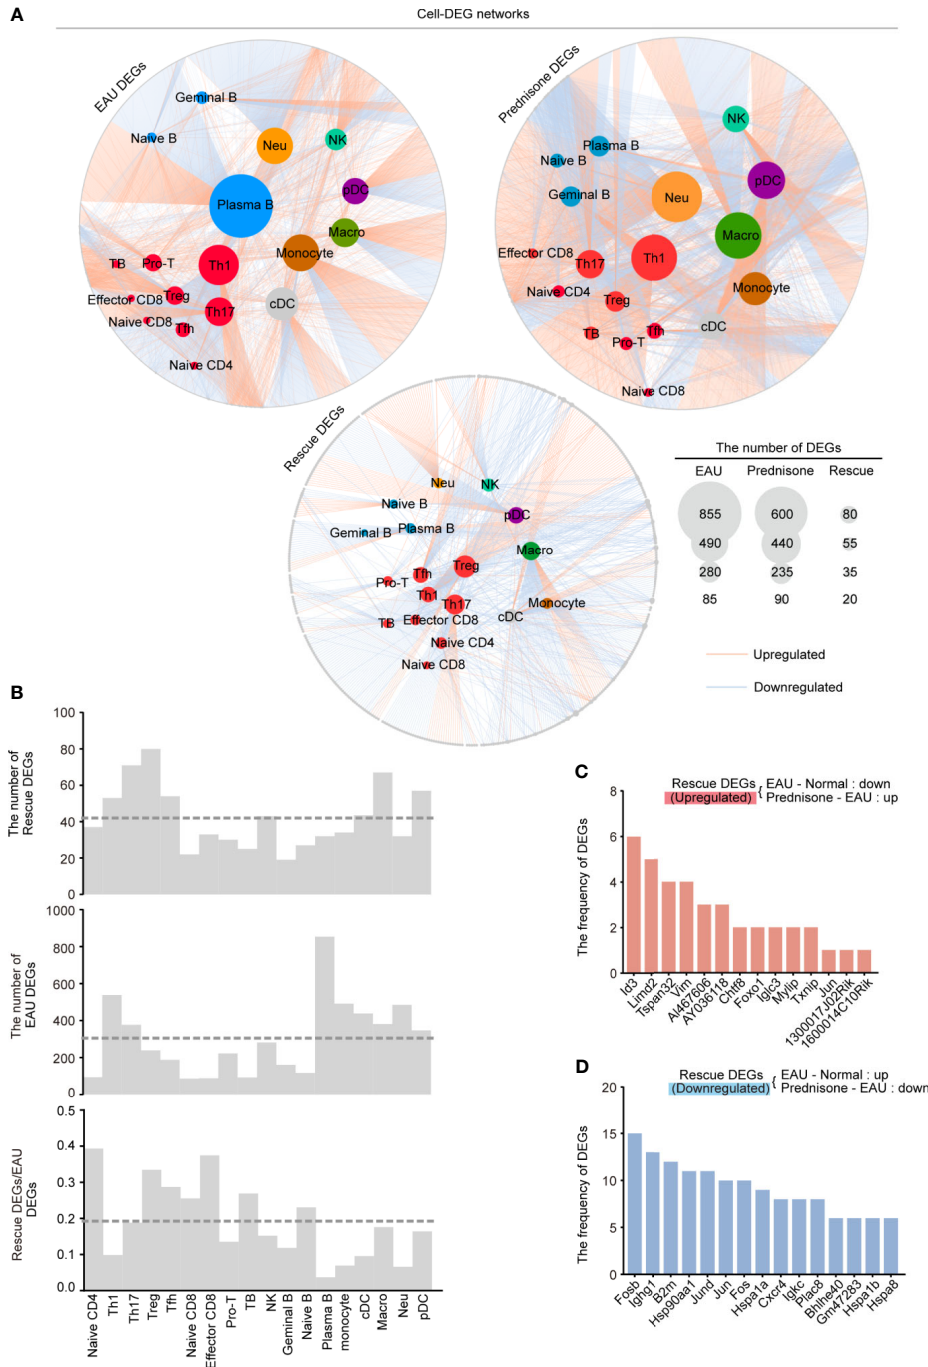 A
Cell-DEG networks
EAU DEGs
Geminal B
Naive B
Neu
NK
pDC
Plasma B
Macro
Monocyte
TB
Pro-T
Th1
Effector CD8
Treg
cDC
Th17
Naive CD8
Tfh
Naive CD4
Prednisone DEGs
NK
Plasma B
Naive B
pDC
Geminal B
Neu
Macro
Effector CD8
Th17
Th1
Naive CD4
Treg
Monocyte
TB
Tfh
cDC
Pro-T
Naive CD8
Rescue DEGs
Neu
NK
Naive B
pDC
Geminal B
Plasma B
Macro
Treg
Pro-T
Tfh
Th1
Th17
Monocyte
TB
Effector CD8
cDC
Naive CD4
Naive CD8
The number of DEGs
EAU Prednisone Rescue
855 600 80
490 440 55
280 235 35
85 90 20
Upregulated
Downregulated
B
The number of
Rescue DEGs
100
80
60
40
20
0
The number of
EAU DEGs
1000
800
600
400
200
0
Rescue DEGs/EAU
DEGs
0.5
0.4
0.3
0.2
0.1
0.0
Naive CD4
Th1
Th17
Treg
Tfh
Naive CD8
Effector CD8
Pro-T
TB
NK
Geminal B
Naive B
Plasma B
monocyte
cDC
Macro
Neu
pDC
C
Rescue DEGs
(Upregulated)
{
EAU - Normal : down
Prednisone - EAU : up
The frequency of DEGs
8
6
4
2
0
Id3
Limd2
Tspan32
Vim
AI467606
AY036118
Chtf8
Foxo1
Iglc3
Mylip
Txnip
Jun
1300017J02Rik
1600014C10Rik
D
Rescue DEGs
(Downregulated)
{
EAU - Normal : up
Prednisone - EAU : down
The frequency of DEGs
20
15
10
5
0
Fosb
Ighg1
B2m
Hsp90aa1
Jund
Jun
Fos
Hspa1a
Cxcr4
Igkc
Plac8
Bhlhe40
Gm47283
Hspa1b
Hspa8